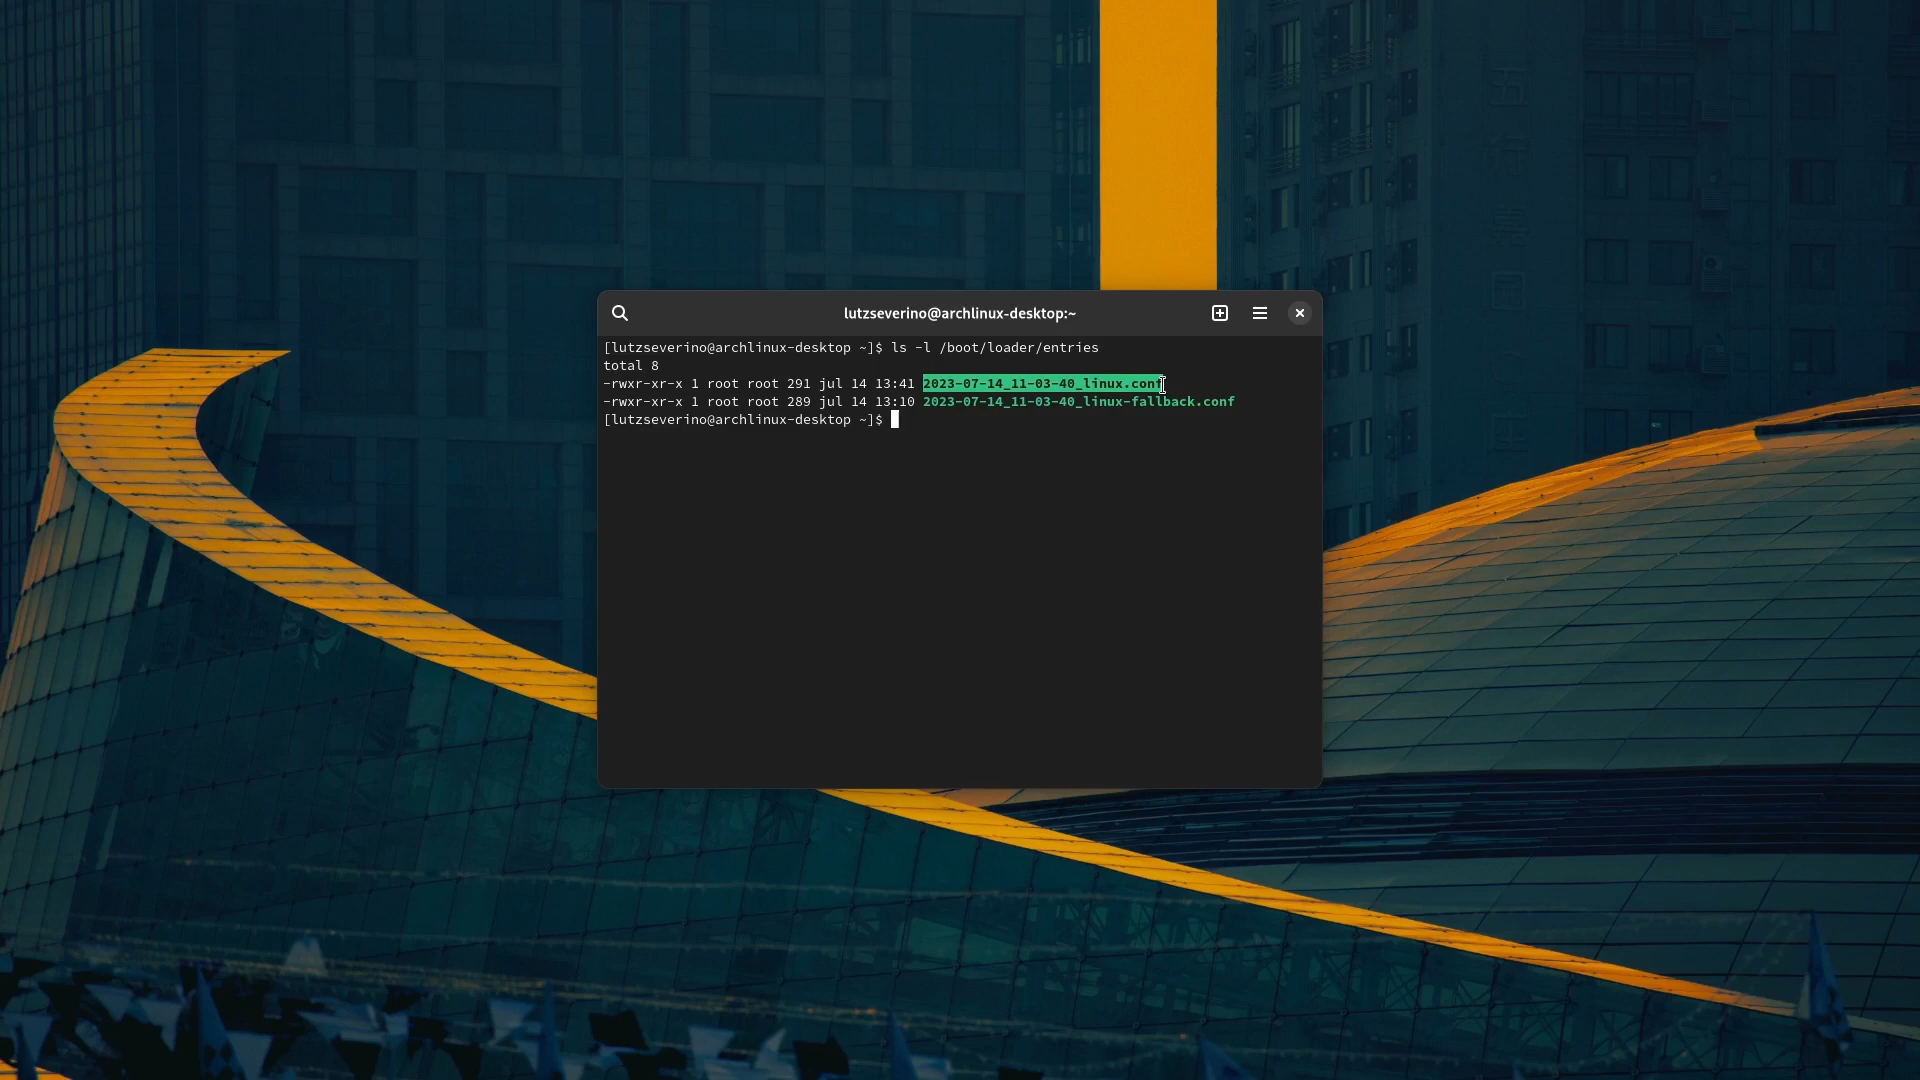 lutzseverino@archlinux-desktop:~
[lutzseverino@archlinux-desktop ~]$ ls -l /boot/loader/entries
total 8
-rwxr-xr-x 1 root root 291 jul 14 13:41 2023-07-14_11-03-40_linux.conf
-rwxr-xr-x 1 root root 289 jul 14 13:10 2023-07-14_11-03-40_linux-fallback.conf
[lutzseverino@archlinux-desktop ~]$